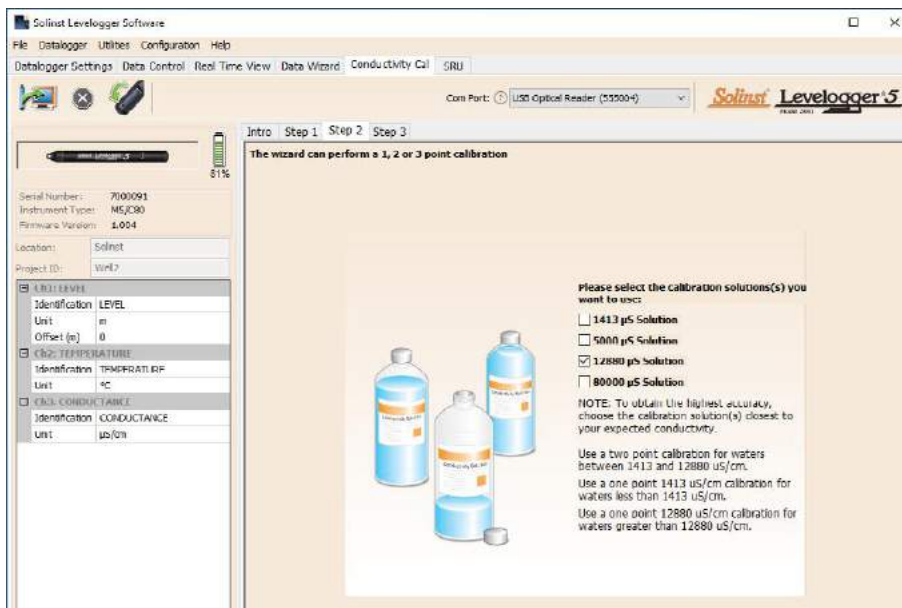 Solinst Levelogger Software
File Datalogger Utilities Configuration Help
Datalogger Settings Data Control Real Time View Data Wizard Conductivity Cal SRU
Com Port: USB Optical Reader (555004)
Solinst Levelogger 5
81%
Intro Step 1 Step 2 Step 3
The wizard can perform a 1, 2 or 3 point calibration
Serial Number: 7000091
Instrument Type: M5/C80
Firmware Version: 1.004
Location: Solinst
Project ID: Well2
Ch1: LEVEL
Identification LEVEL
Unit m
Offset (m) 0
Ch2: TEMPERATURE
Identification TEMPERATURE
Unit °C
Ch3: CONDUCTANCE
Identification CONDUCTANCE
Unit µs/cm
Please select the calibration solutions(s) you
want to use:
1413 µS Solution
5000 µS Solution
12880 µS Solution
80000 µS Solution
NOTE: To obtain the highest accuracy,
choose the calibration solution(s) closest to
your expected conductivity.
Use a two point calibration for waters
between 1413 and 12880 uS/cm.
Use a one point 1413 uS/cm calibration for
waters less than 1413 uS/cm.
Use a one point 12880 uS/cm calibration for
waters greater than 12880 uS/cm.
Conductivity Solution